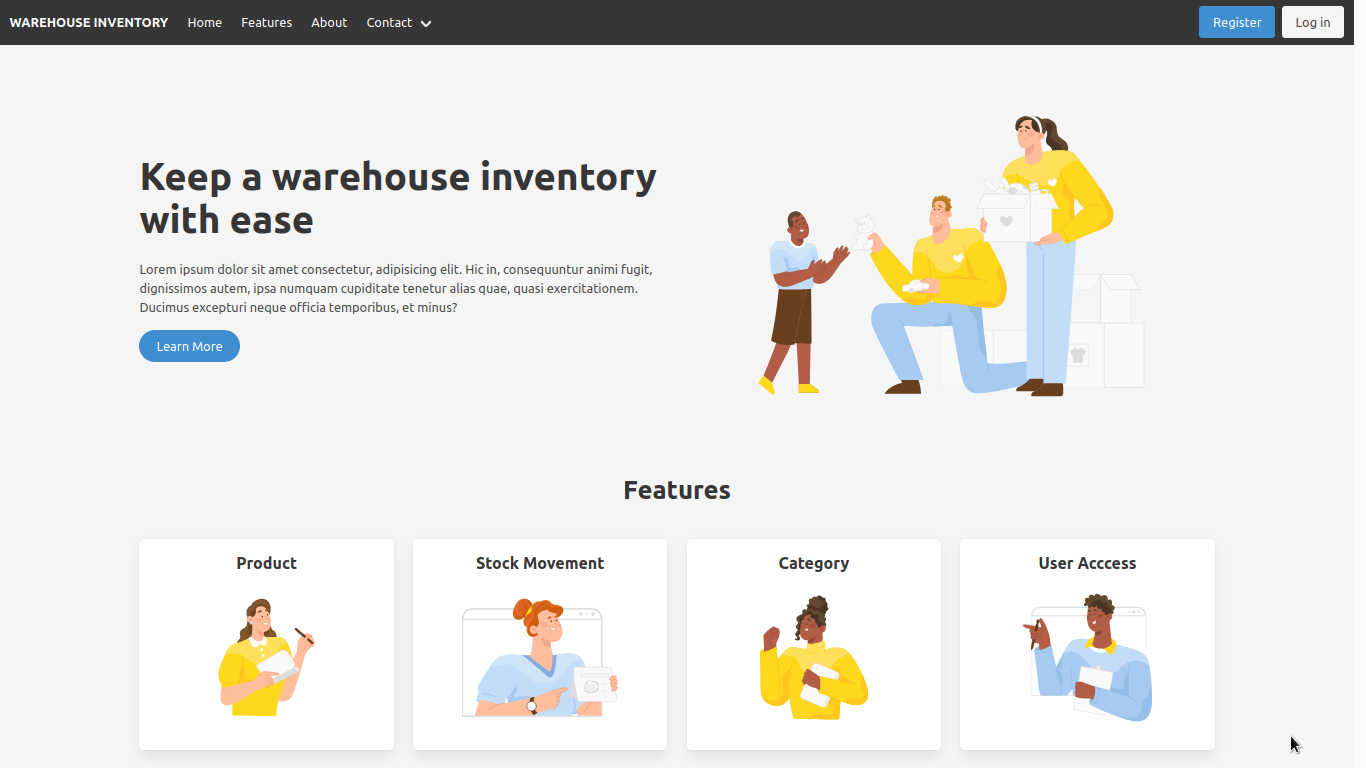 WAREHOUSE INVENTORY Home Features About Contact Register Log in
Keep a warehouse inventory
with ease
Lorem ipsum dolor sit amet consectetur, adipisicing elit. Hic in, consequuntur animi fugit,
dignissimos autem, ipsa numquam cupiditate tenetur alias quae, quasi exercitationem.
Ducimus excepturi neque officia temporibus, et minus?
Learn More
Features
Product
Stock Movement
Category
User Acccess